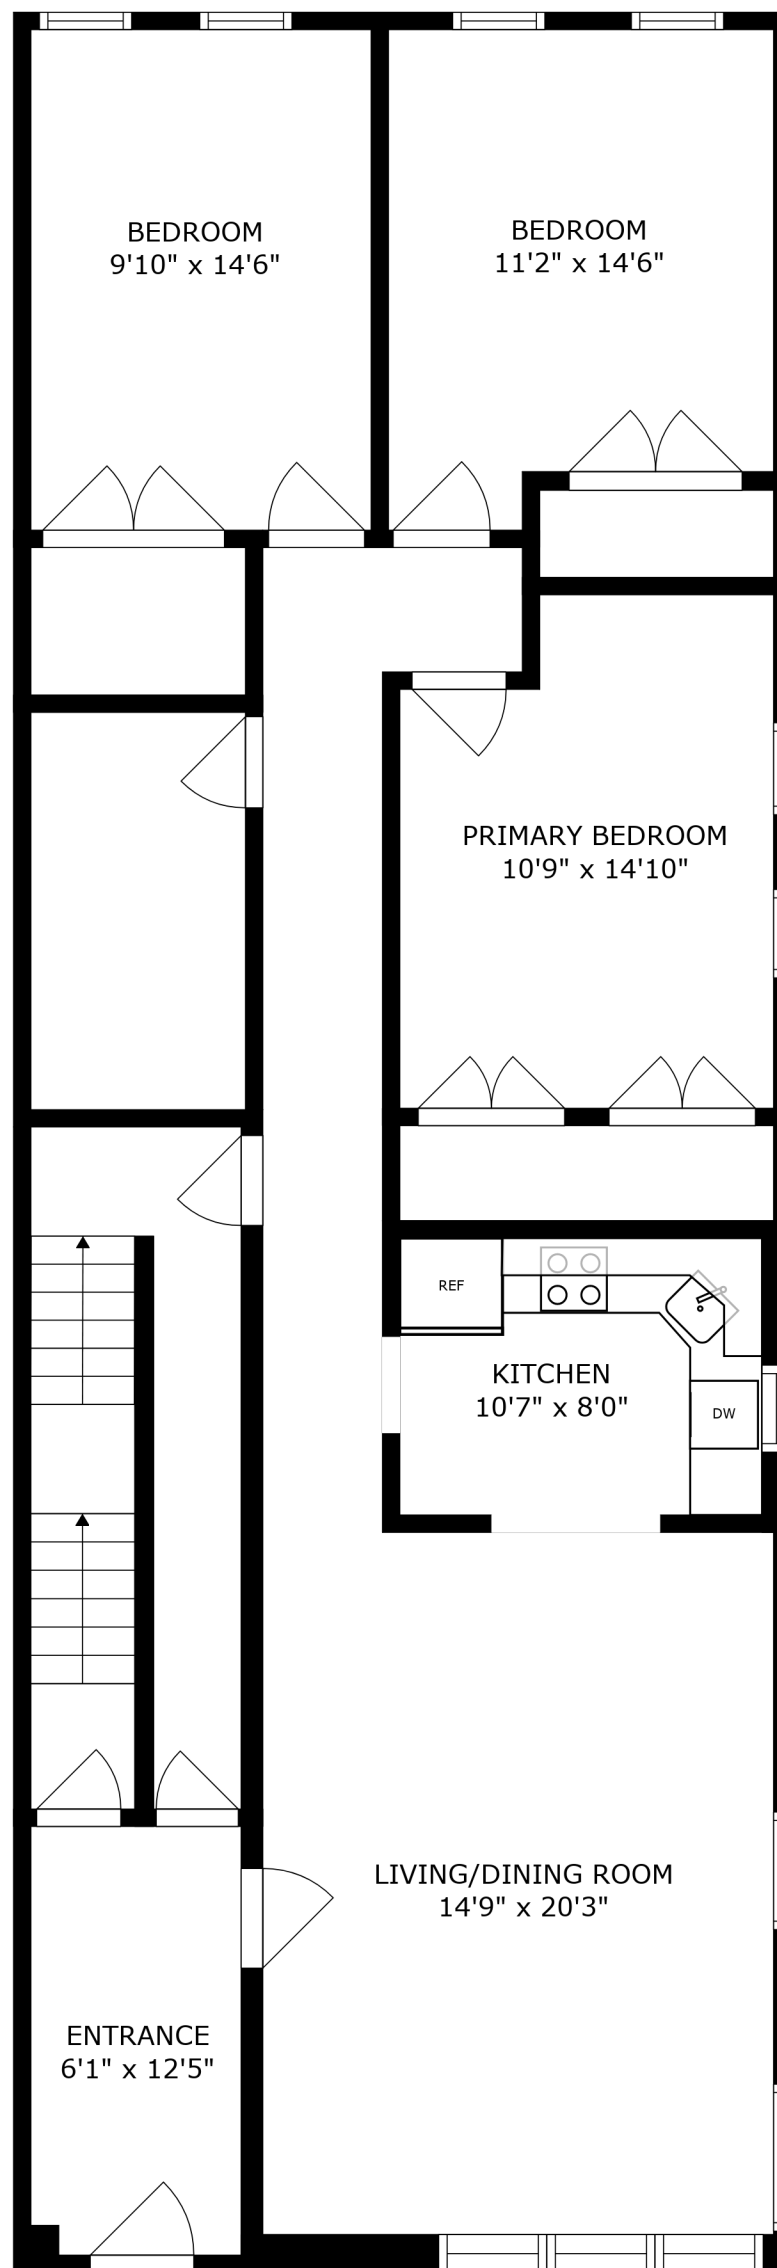 BEDROOM
9'10" x 14'6"
BEDROOM
11'2" x 14'6"
PRIMARY BEDROOM
10'9" x 14'10"
REF
KITCHEN
10'7" x 8'0"
DW
LIVING/DINING ROOM
14'9" x 20'3"
ENTRANCE
6'1" x 12'5"